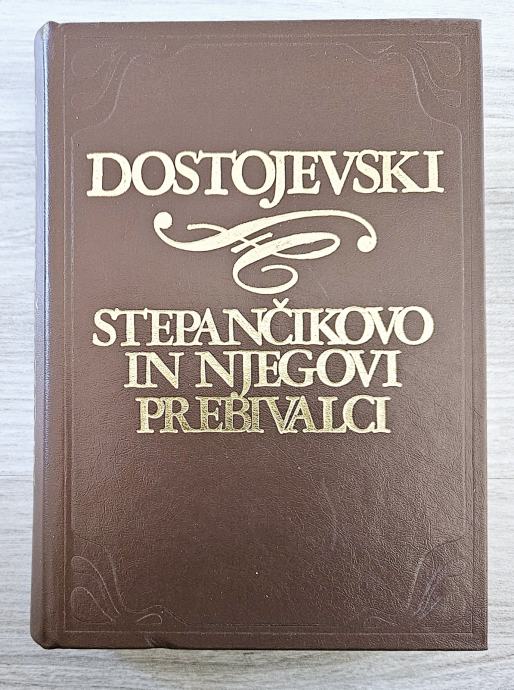 DOSTOJEVSKI
STEPANČIKOVO
IN NJEGOVI
PREBIVALCI